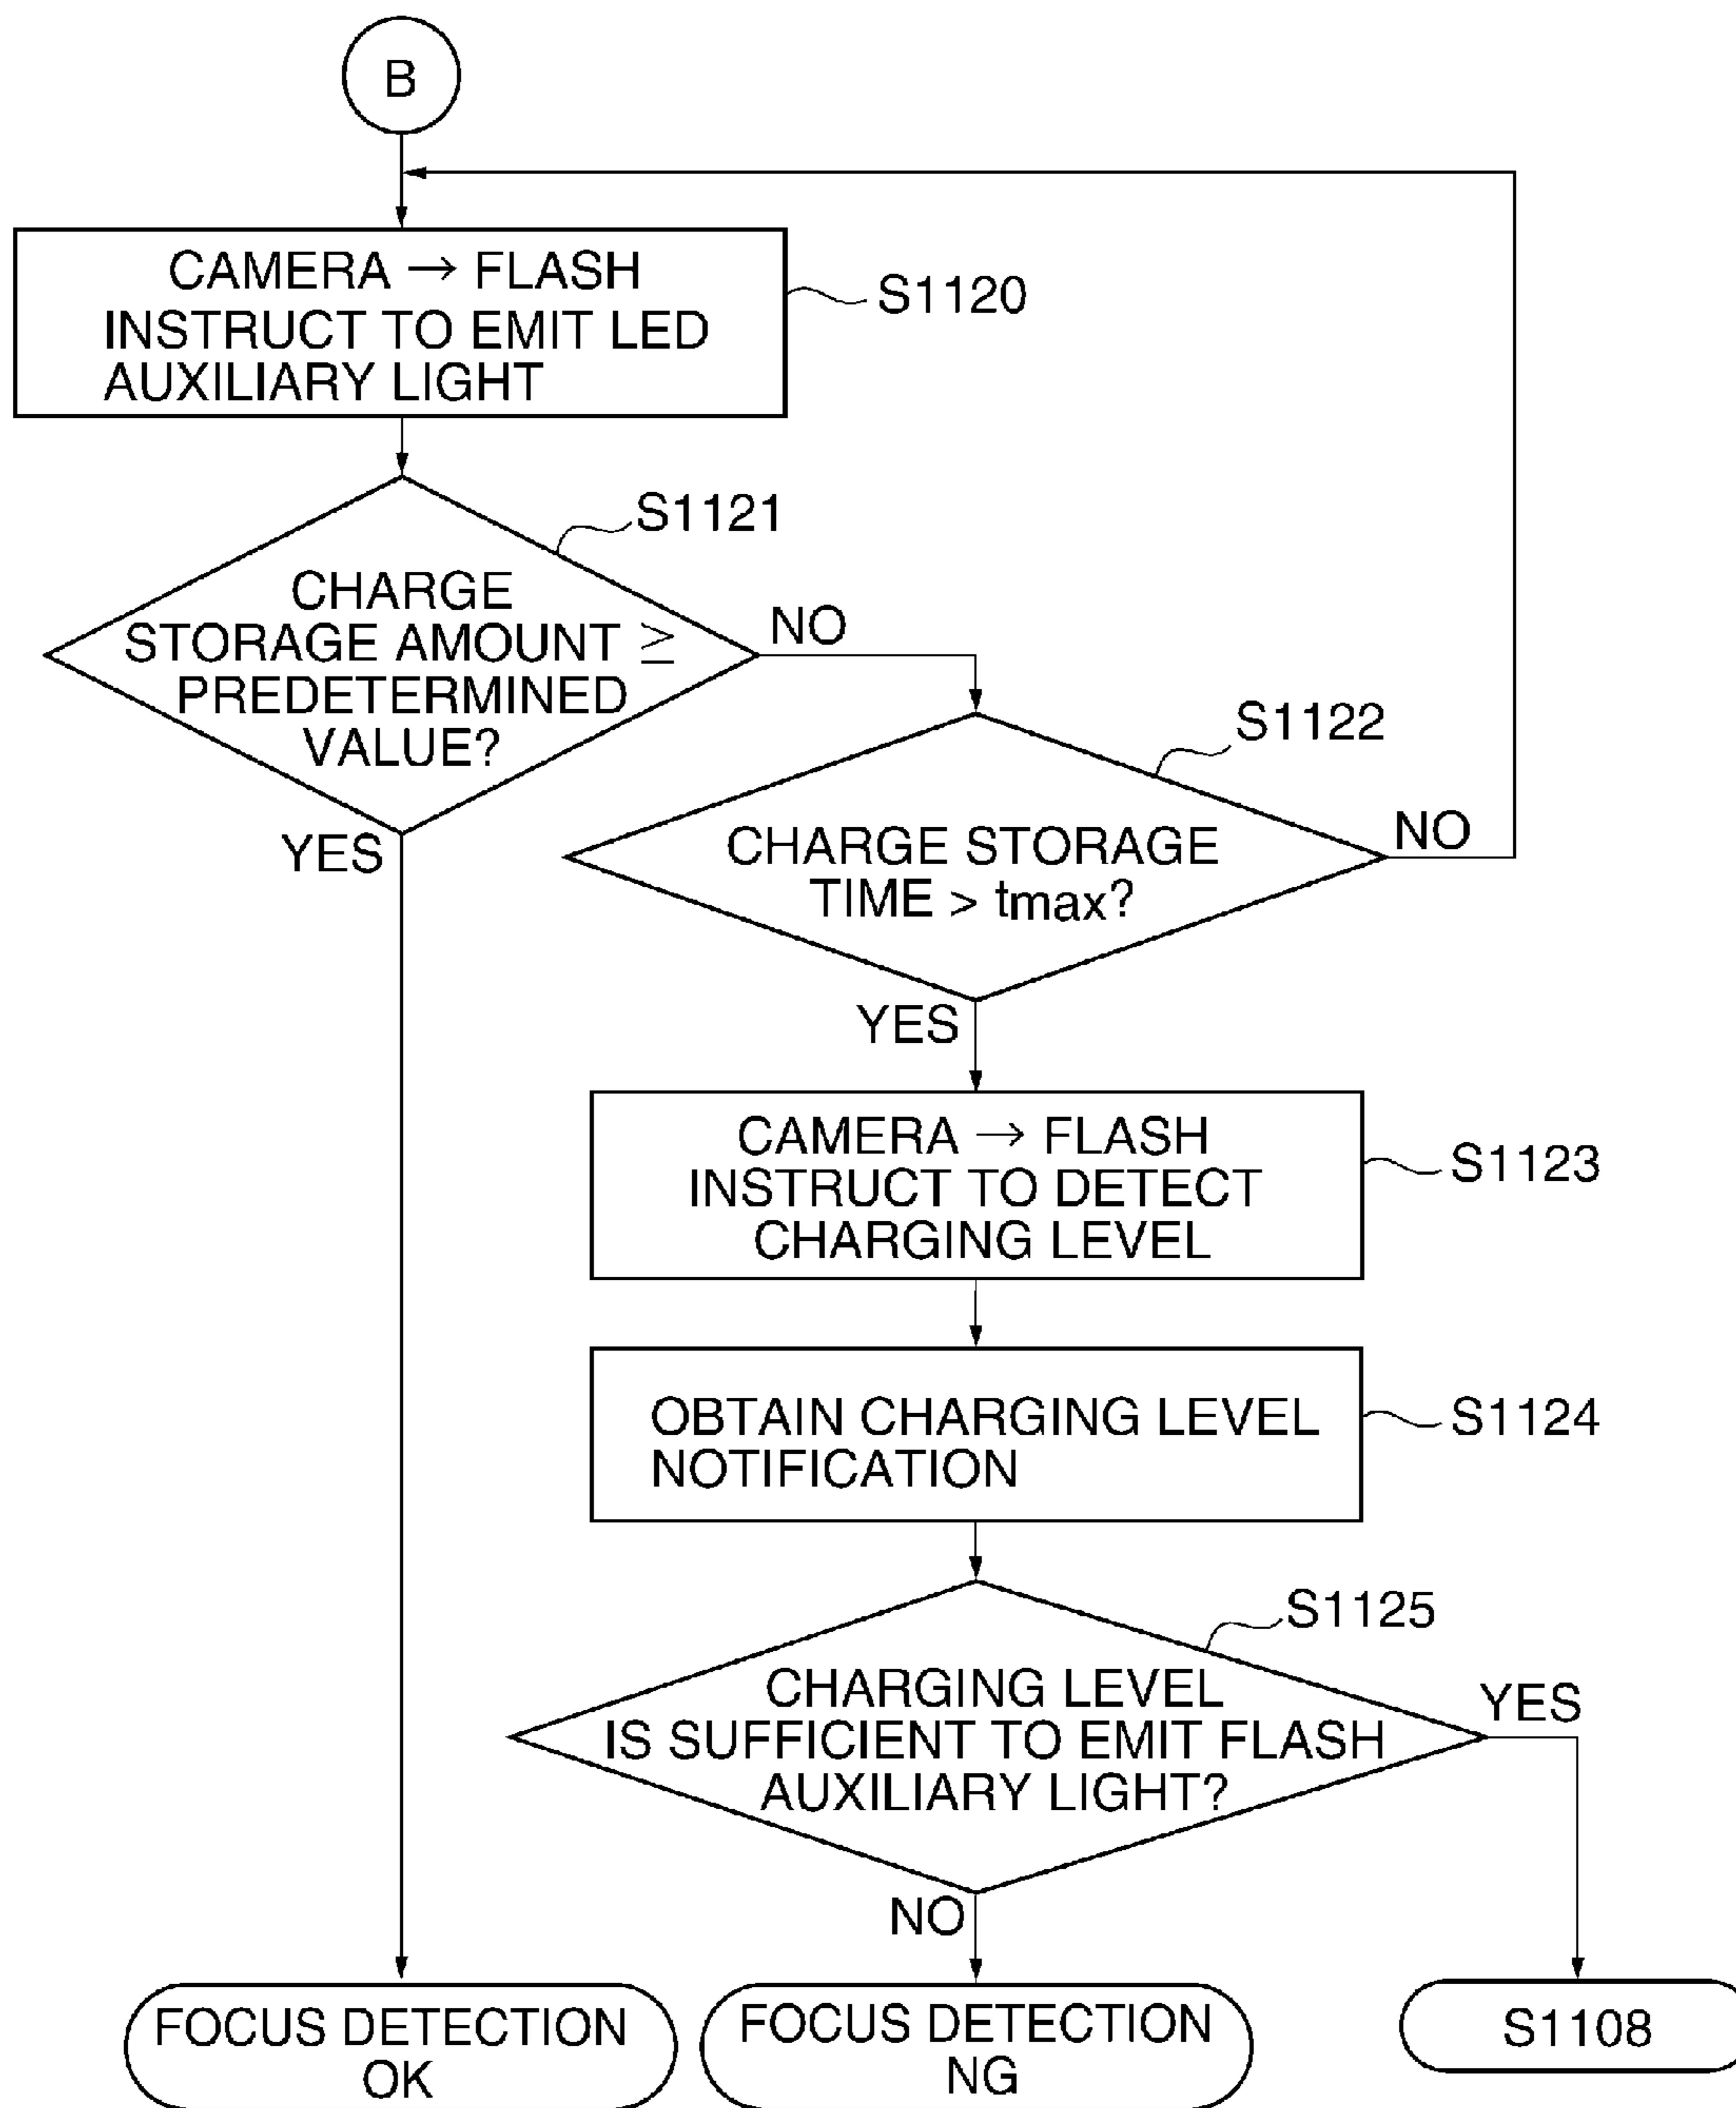 B
CAMERA → FLASH
INSTRUCT TO EMIT LED
AUXILIARY LIGHT
S1120
S1121
CHARGE
STORAGE AMOUNT ≥
PREDETERMINED
VALUE?
NO
YES
S1122
CHARGE STORAGE
TIME > tmax?
NO
YES
CAMERA → FLASH
INSTRUCT TO DETECT
CHARGING LEVEL
S1123
OBTAIN CHARGING LEVEL
NOTIFICATION
S1124
S1125
CHARGING LEVEL
IS SUFFICIENT TO EMIT FLASH
AUXILIARY LIGHT?
YES
NO
FOCUS DETECTION
OK
FOCUS DETECTION
NG
S1108